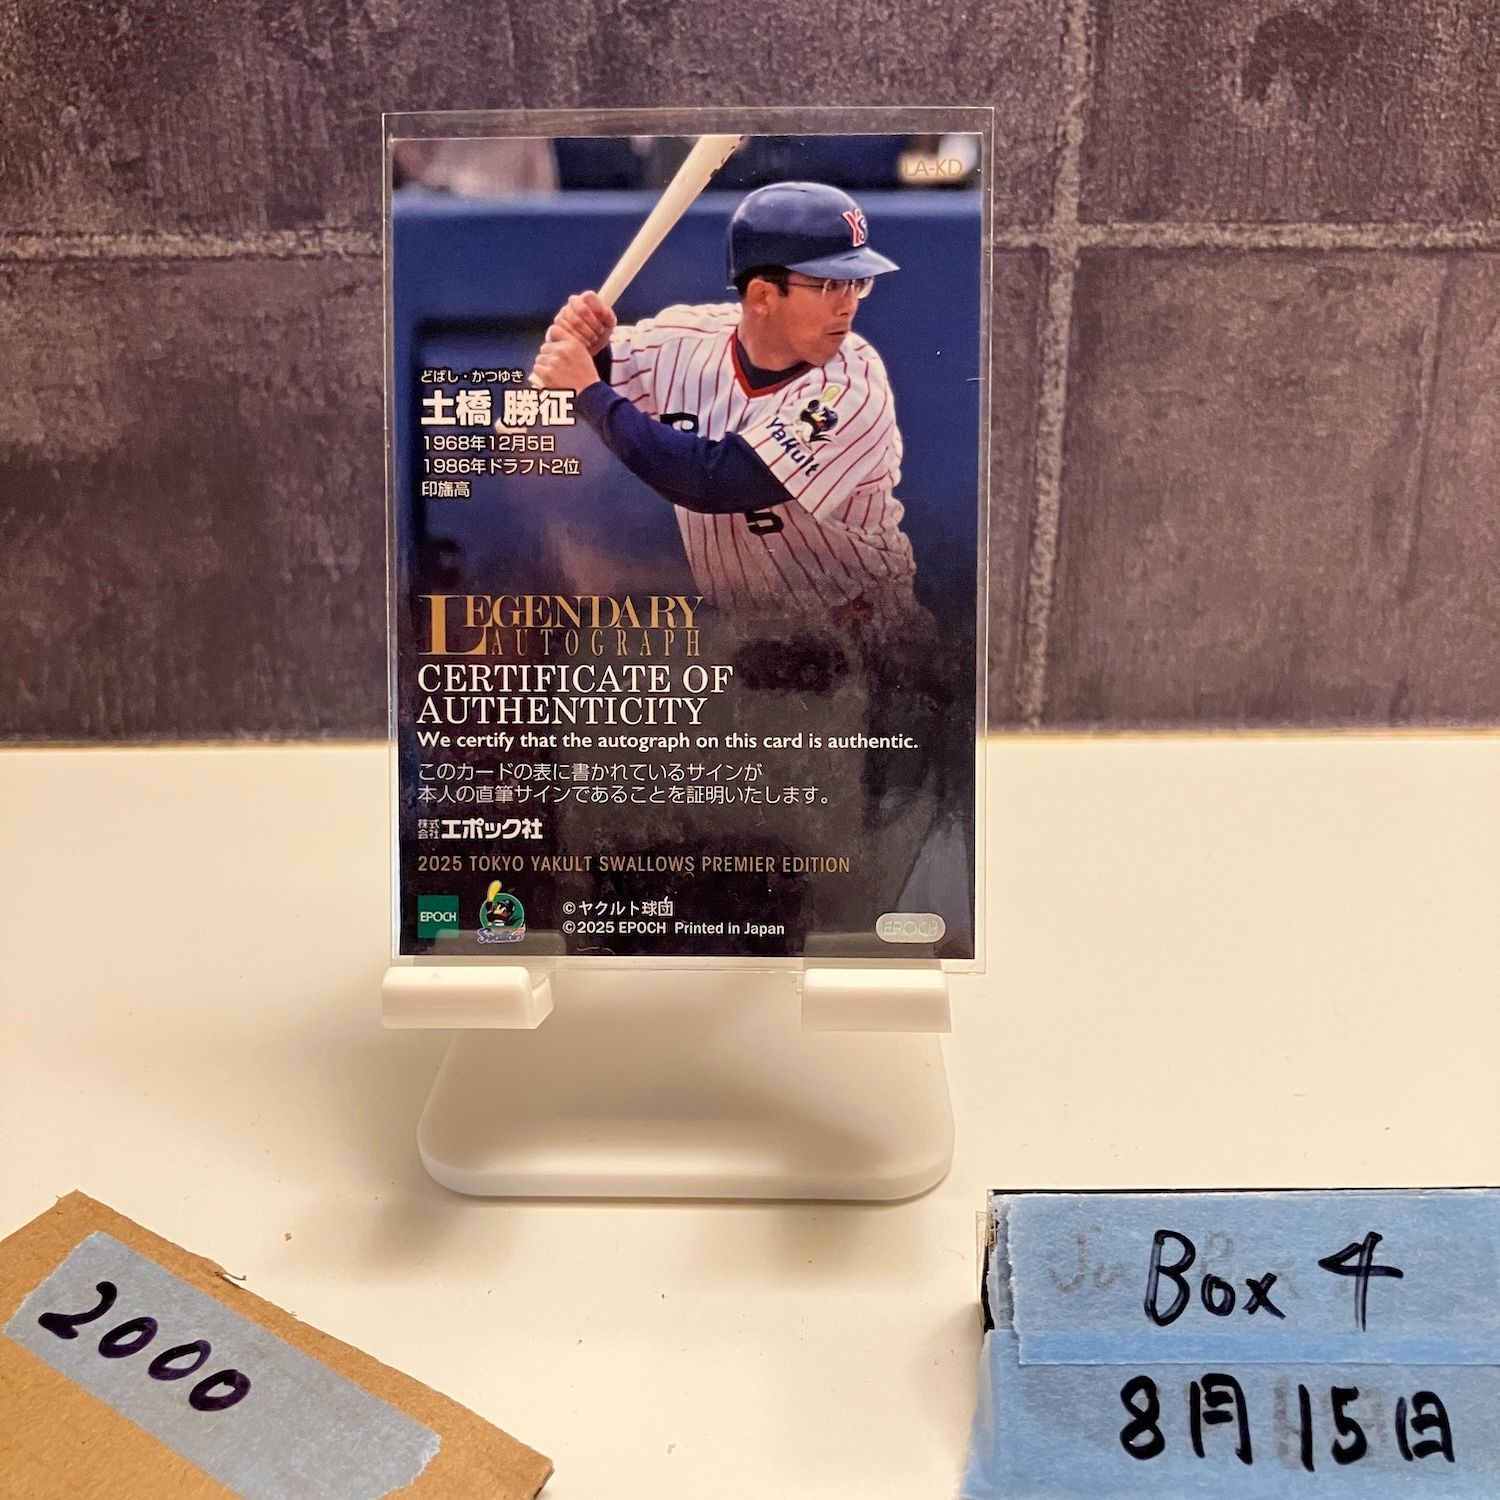 LA-KD
YS
どばし・かつゆき
土橋 勝征
1968年12月5日
1986年ドラフト2位
印旛高
Yakult
5
LEGENDARY
AUTOGRAPH
CERTIFICATE OF
AUTHENTICITY
We certify that the autograph on this card is authentic.
このカードの表に書かれているサインが
本人の直筆サインであることを証明いたします。
株式会社エポック社
2025 TOKYO YAKULT SWALLOWS PREMIER EDITION
EPOCH
Swallows
©ヤクルト球団
©2025 EPOCH Printed in Japan
EPOCH
2000
Box 4
8月15日